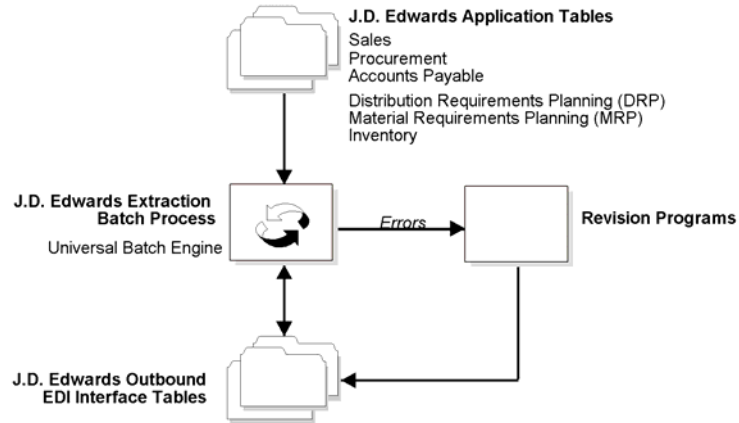 J.D. Edwards Application Tables
Sales
Procurement
Accounts Payable
Distribution Requirements Planning (DRP)
Material Requirements Planning (MRP)
Inventory
J.D. Edwards Extraction
Batch Process
Universal Batch Engine
Errors
Revision Programs
J.D. Edwards Outbound
EDI Interface Tables